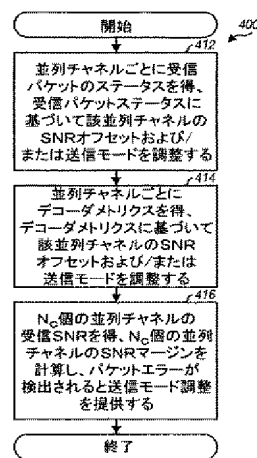 開始
400
412
並列チャネルごとに受信
パケットのステータスを得、
受信パケットステータスに
基づいて該並列チャネルの
SNRオフセットおよび/
または送信モードを調整する
414
並列チャネルごとに
デコーダメトリクスを得、
デコーダメトリクスに基づいて
該並列チャネルのSNR
オフセットおよび/または
送信モードを調整する
416
NC個の並列チャネルの
受信SNRを得、NC個の並列
チャネルのSNRマージンを
計算し、パケットエラーが
検出されると送信モード調整
を提供する
終了